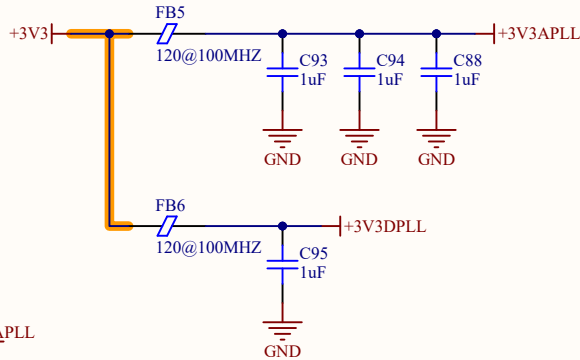 FB5
+3V3
+3V3APLL
120@100MHZ
C93
1uF
C94
1uF
C88
1uF
GND
GND
GND
FB6
+3V3DPLL
120@100MHZ
C95
1uF
APLL
GND